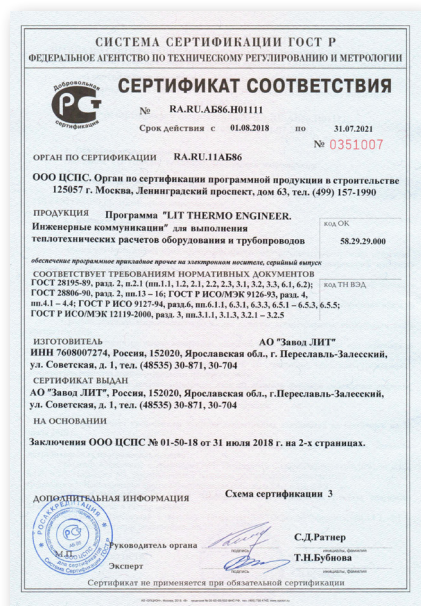 СИСТЕМА СЕРТИФИКАЦИИ ГОСТ Р
ФЕДЕРАЛЬНОЕ АГЕНТСТВО ПО ТЕХНИЧЕСКОМУ РЕГУЛИРОВАНИЮ И МЕТРОЛОГИИ
Добровольная
сертификация
СЕРТИФИКАТ СООТВЕТСТВИЯ
№ RA.RU.АБ86.Н01111
Срок действия с 01.08.2018 по 31.07.2021
№ 0351007
ОРГАН ПО СЕРТИФИКАЦИИ RA.RU.11АБ86
ООО ЦСПС. Орган по сертификации программной продукции в строительстве
125057 г. Москва, Ленинградский проспект, дом 63, тел. (499) 157-1990
ПРОДУКЦИЯ Программа "LIT THERMO ENGINEER.
Инженерные коммуникации" для выполнения
теплотехнических расчетов оборудования и трубопроводов
код ОК
58.29.29.000
обеспечение программное прикладное прочее на электронном носителе, серийный выпуск
СООТВЕТСТВУЕТ ТРЕБОВАНИЯМ НОРМАТИВНЫХ ДОКУМЕНТОВ
код ТН ВЭД
ГОСТ 28195-89, разд. 2, п.2.1 (пп.1.1, 1.2, 2.1, 2.2, 2.3, 3.1, 3.2, 3.3, 6.1, 6.2);
ГОСТ 28806-90, разд. 2, пп.13 – 16; ГОСТ Р ИСО/МЭК 9126-93, разд. 4,
пп.4.1 – 4.4; ГОСТ Р ИСО 9127-94, разд.6, пп.6.1.1, 6.3.1, 6.3.3, 6.5.1 – 6.5.3, 6.5.5;
ГОСТ Р ИСО/МЭК 12119-2000, разд. 3, пп.3.1.1, 3.1.3, 3.2.1 – 3.2.5
ИЗГОТОВИТЕЛЬ АО "Завод ЛИТ"
ИНН 7608007274, Россия, 152020, Ярославская обл., г. Переславль-Залесский,
ул. Советская, д. 1, тел. (48535) 30-871, 30-704
СЕРТИФИКАТ ВЫДАН
АО "Завод ЛИТ", Россия, 152020, Ярославская обл., г.Переславль-Залесский,
ул. Советская, д. 1, тел. (48535) 30-871, 30-704
НА ОСНОВАНИИ
Заключения ООО ЦСПС № 01-50-18 от 31 июля 2018 г. на 2-х страницах.
ДОПОЛНИТЕЛЬНАЯ ИНФОРМАЦИЯ Схема сертификации 3
РОСАККРЕДИТАЦИЯ
М.П.
Руководитель органа
подпись
С.Д.Ратнер
инициалы, фамилия
Эксперт
подпись
Т.Н.Бубнова
инициалы, фамилия
Сертификат не применяется при обязательной сертификации